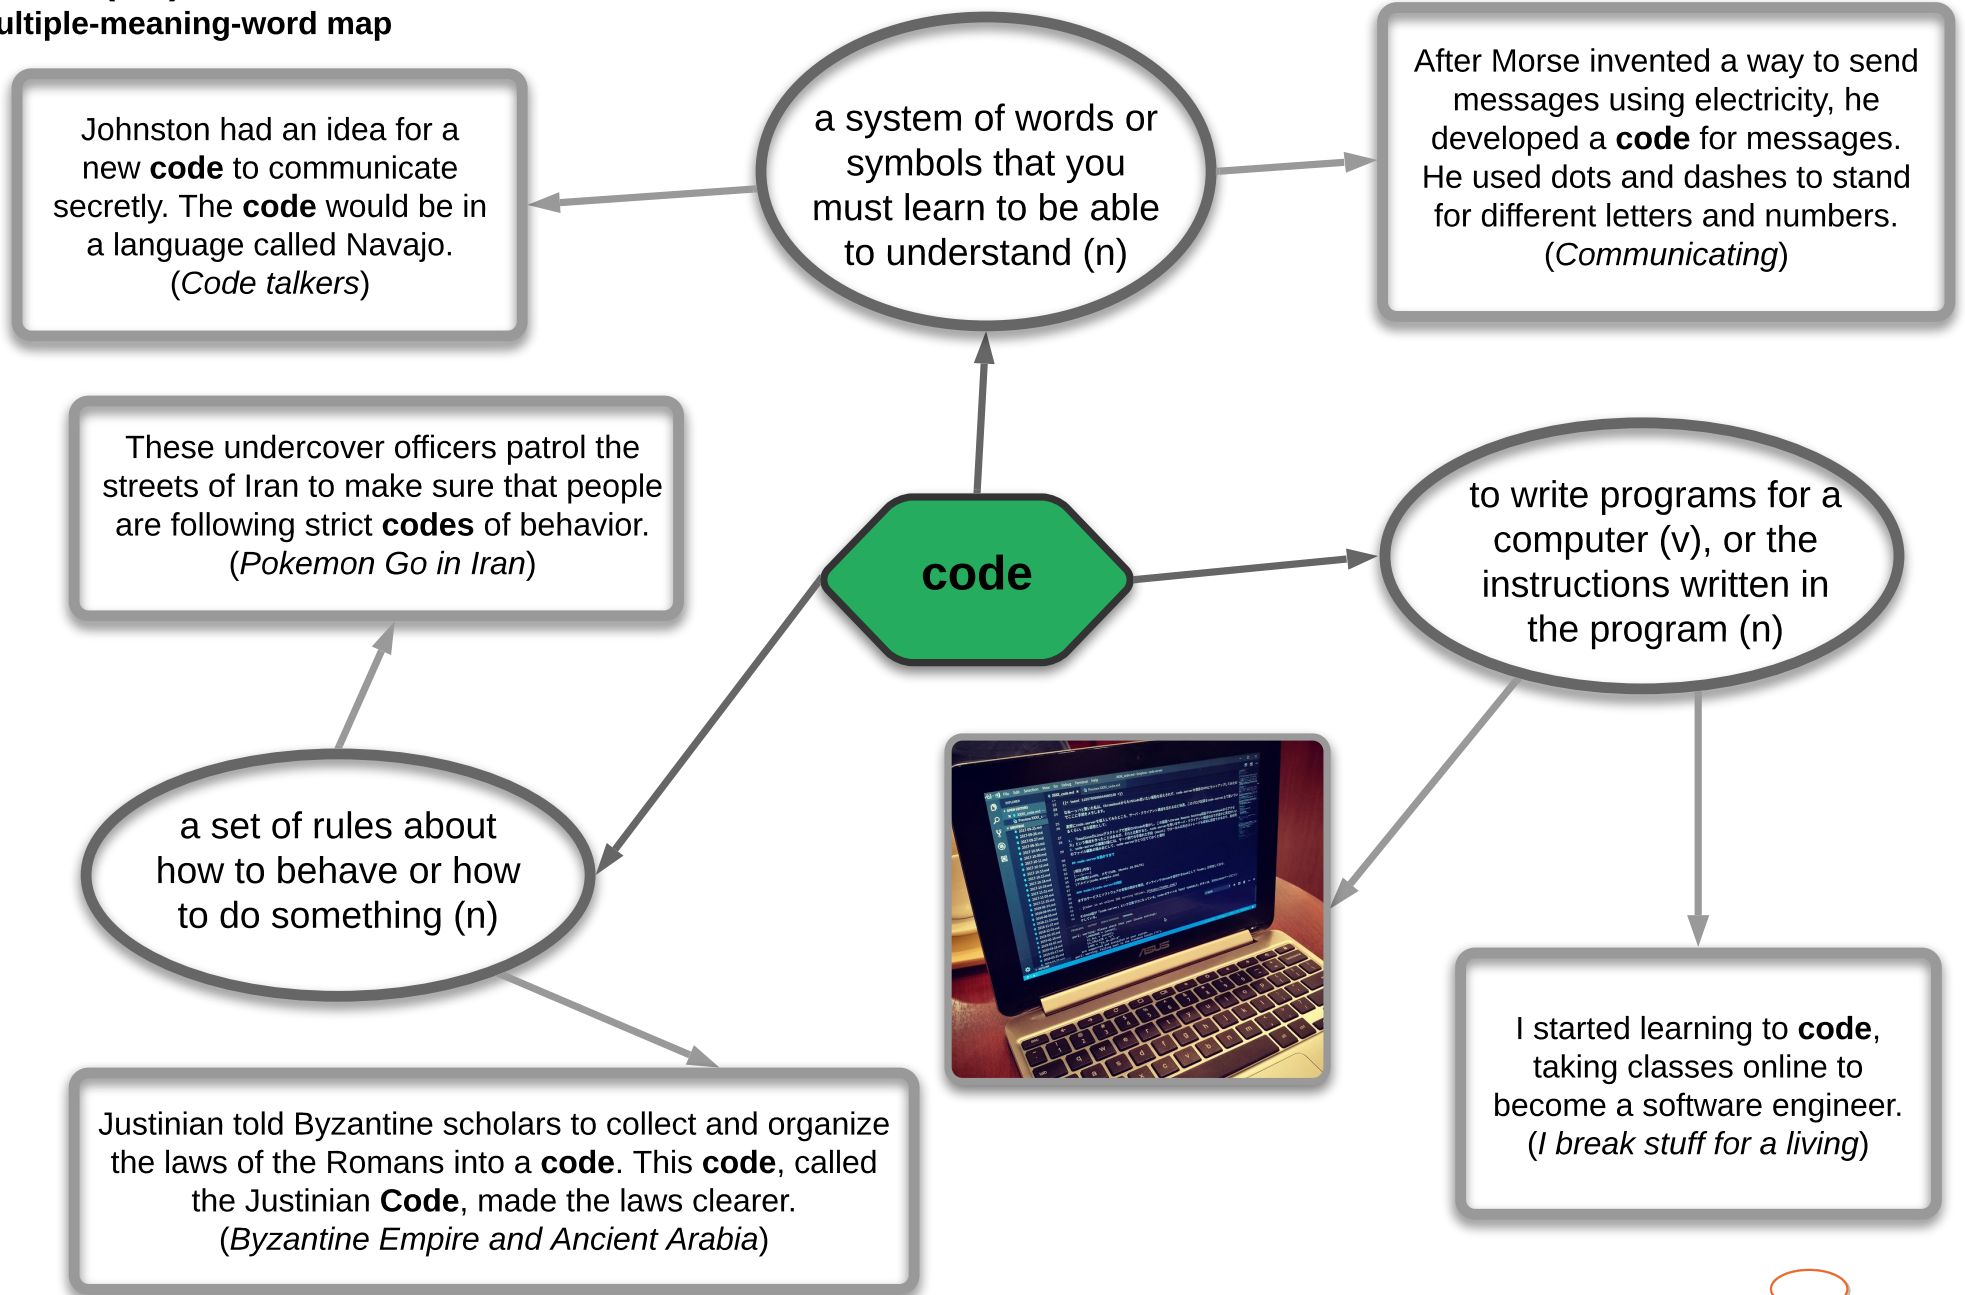 ultiple-meaning-word map
Johnston had an idea for a
new code to communicate
secretly. The code would be in
a language called Navajo.
(Code talkers)
a system of words or
symbols that you
must learn to be able
to understand (n)
After Morse invented a way to send
messages using electricity, he
developed a code for messages.
He used dots and dashes to stand
for different letters and numbers.
(Communicating)
These undercover officers patrol the
streets of Iran to make sure that people
are following strict codes of behavior.
(Pokemon Go in Iran)
code
to write programs for a
computer (v), or the
instructions written in
the program (n)
a set of rules about
how to behave or how
to do something (n)
ASUS
I started learning to code,
taking classes online to
become a software engineer.
(I break stuff for a living)
Justinian told Byzantine scholars to collect and organize
the laws of the Romans into a code. This code, called
the Justinian Code, made the laws clearer.
(Byzantine Empire and Ancient Arabia)